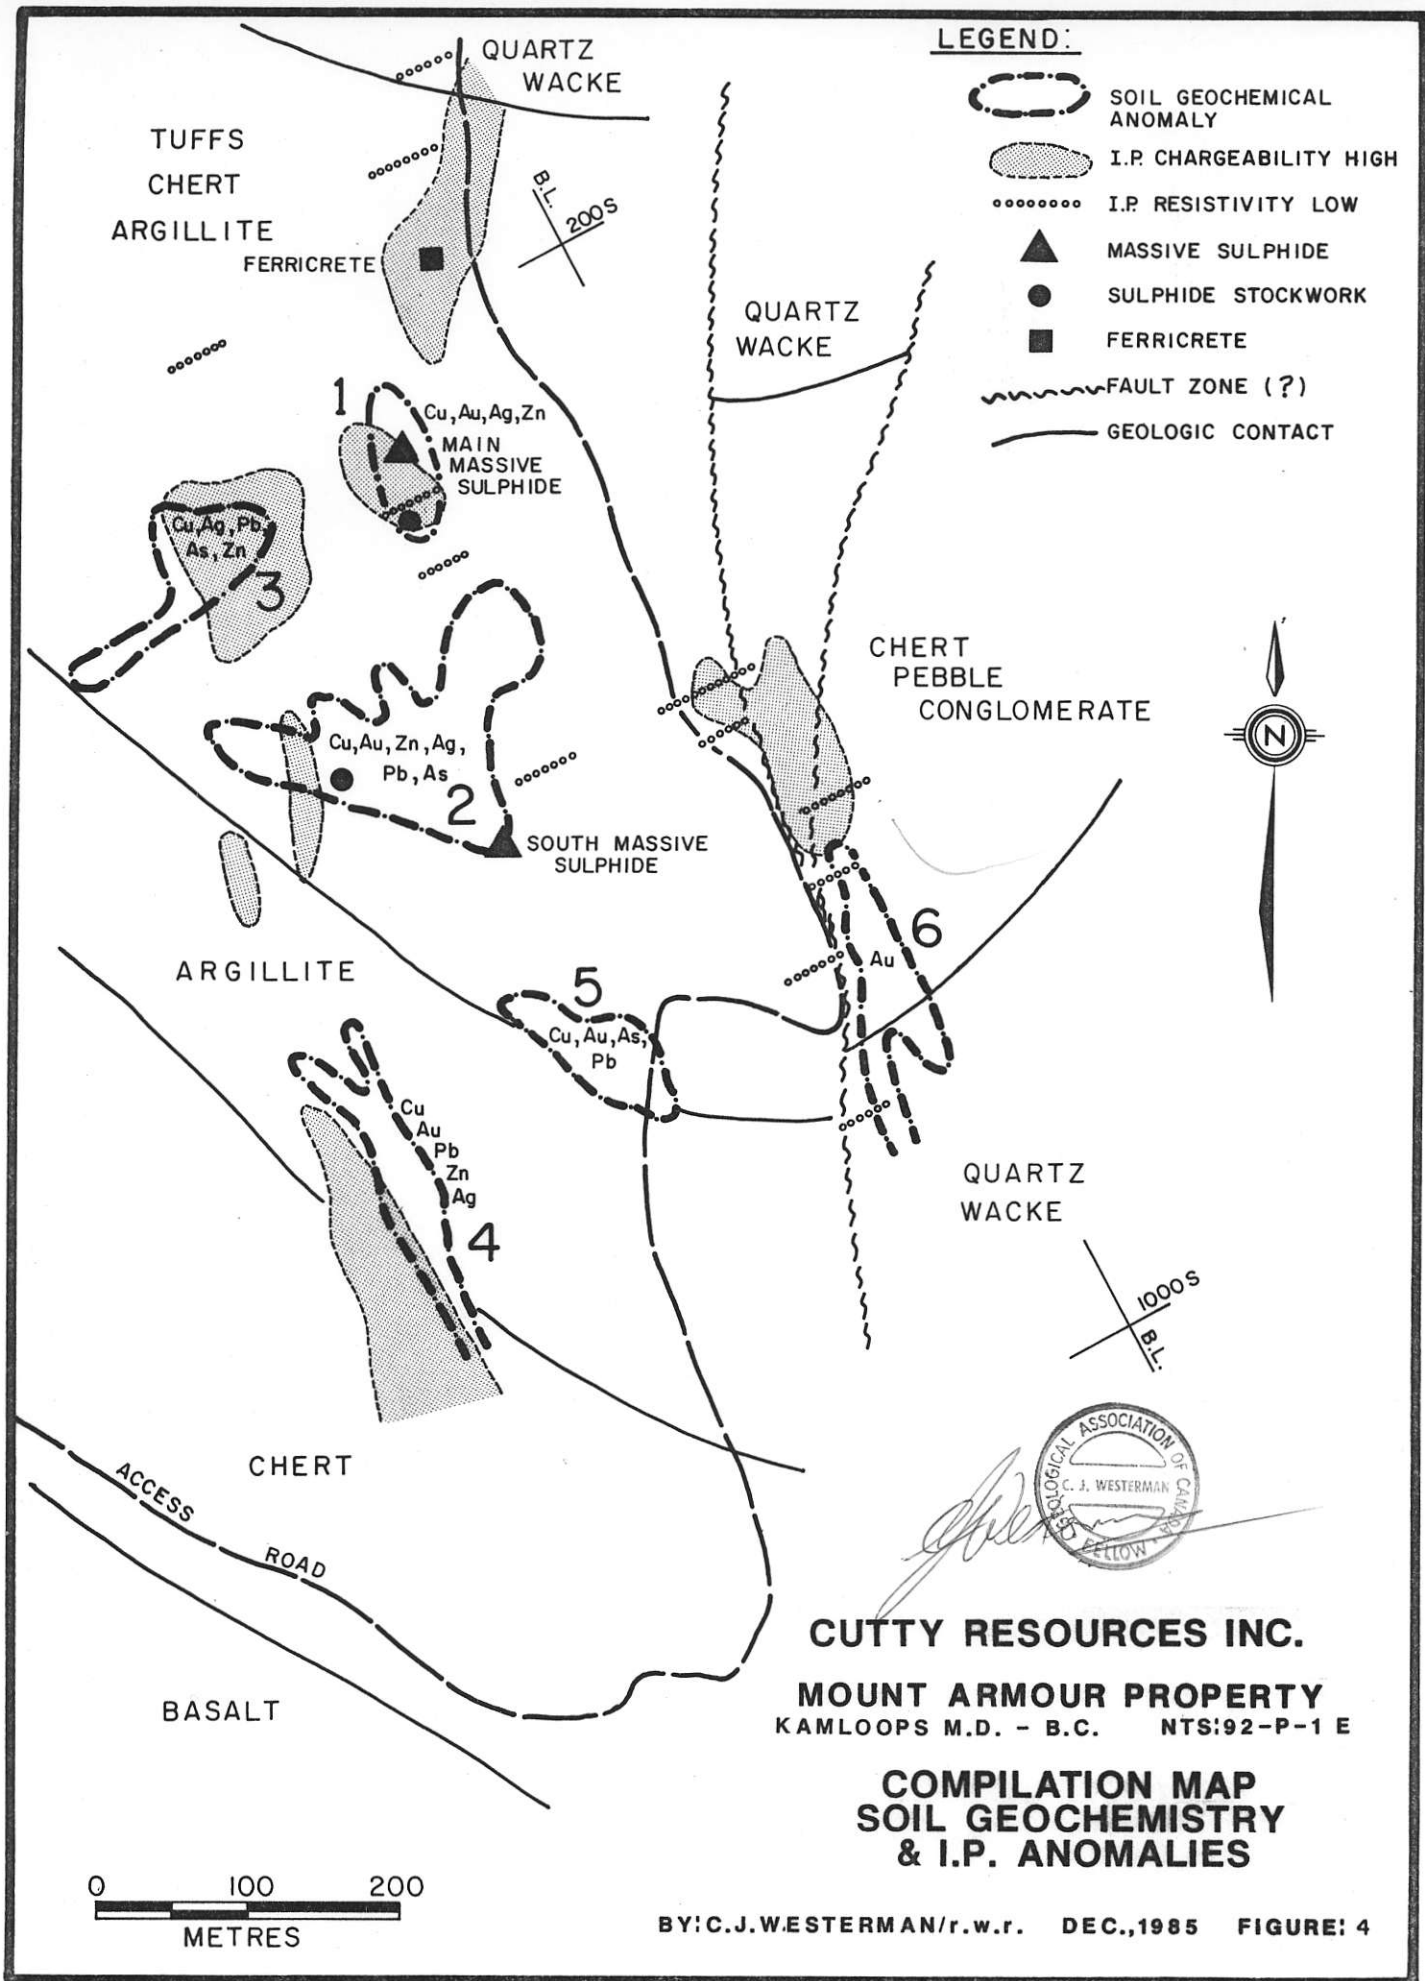 LEGEND:
SOIL GEOCHEMICAL
ANOMALY
I.P. CHARGEABILITY HIGH
I.P. RESISTIVITY LOW
MASSIVE SULPHIDE
SULPHIDE STOCKWORK
FERRICRETE
FAULT ZONE (?)
GEOLOGIC CONTACT
QUARTZ
WACKE
TUFFS
CHERT
ARGILLITE
FERRICRETE
B.L.
200S
QUARTZ
WACKE
1
Cu,Au,Ag,Zn
MAIN
MASSIVE
SULPHIDE
Cu,Ag,Pb
As,Zn
3
CHERT
PEBBLE
CONGLOMERATE
N
Cu,Au,Zn,Ag,
Pb,As
2
SOUTH MASSIVE
SULPHIDE
6
Au
ARGILLITE
5
Cu,Au,As,
Pb
Cu
Au
Pb
Zn
Ag
4
QUARTZ
WACKE
1000S
B.L.
CHERT
ACCESS
ROAD
BASALT
GEOLOGICAL ASSOCIATION OF CANADA
C. J. WESTERMAN
FELLOW
CUTTY RESOURCES INC.
MOUNT ARMOUR PROPERTY
KAMLOOPS M.D. - B.C. NTS:92-P-1 E
COMPILATION MAP
SOIL GEOCHEMISTRY
& I.P. ANOMALIES
0 100 200
METRES
BY:C.J.WESTERMAN/r.w.r. DEC.,1985 FIGURE: 4